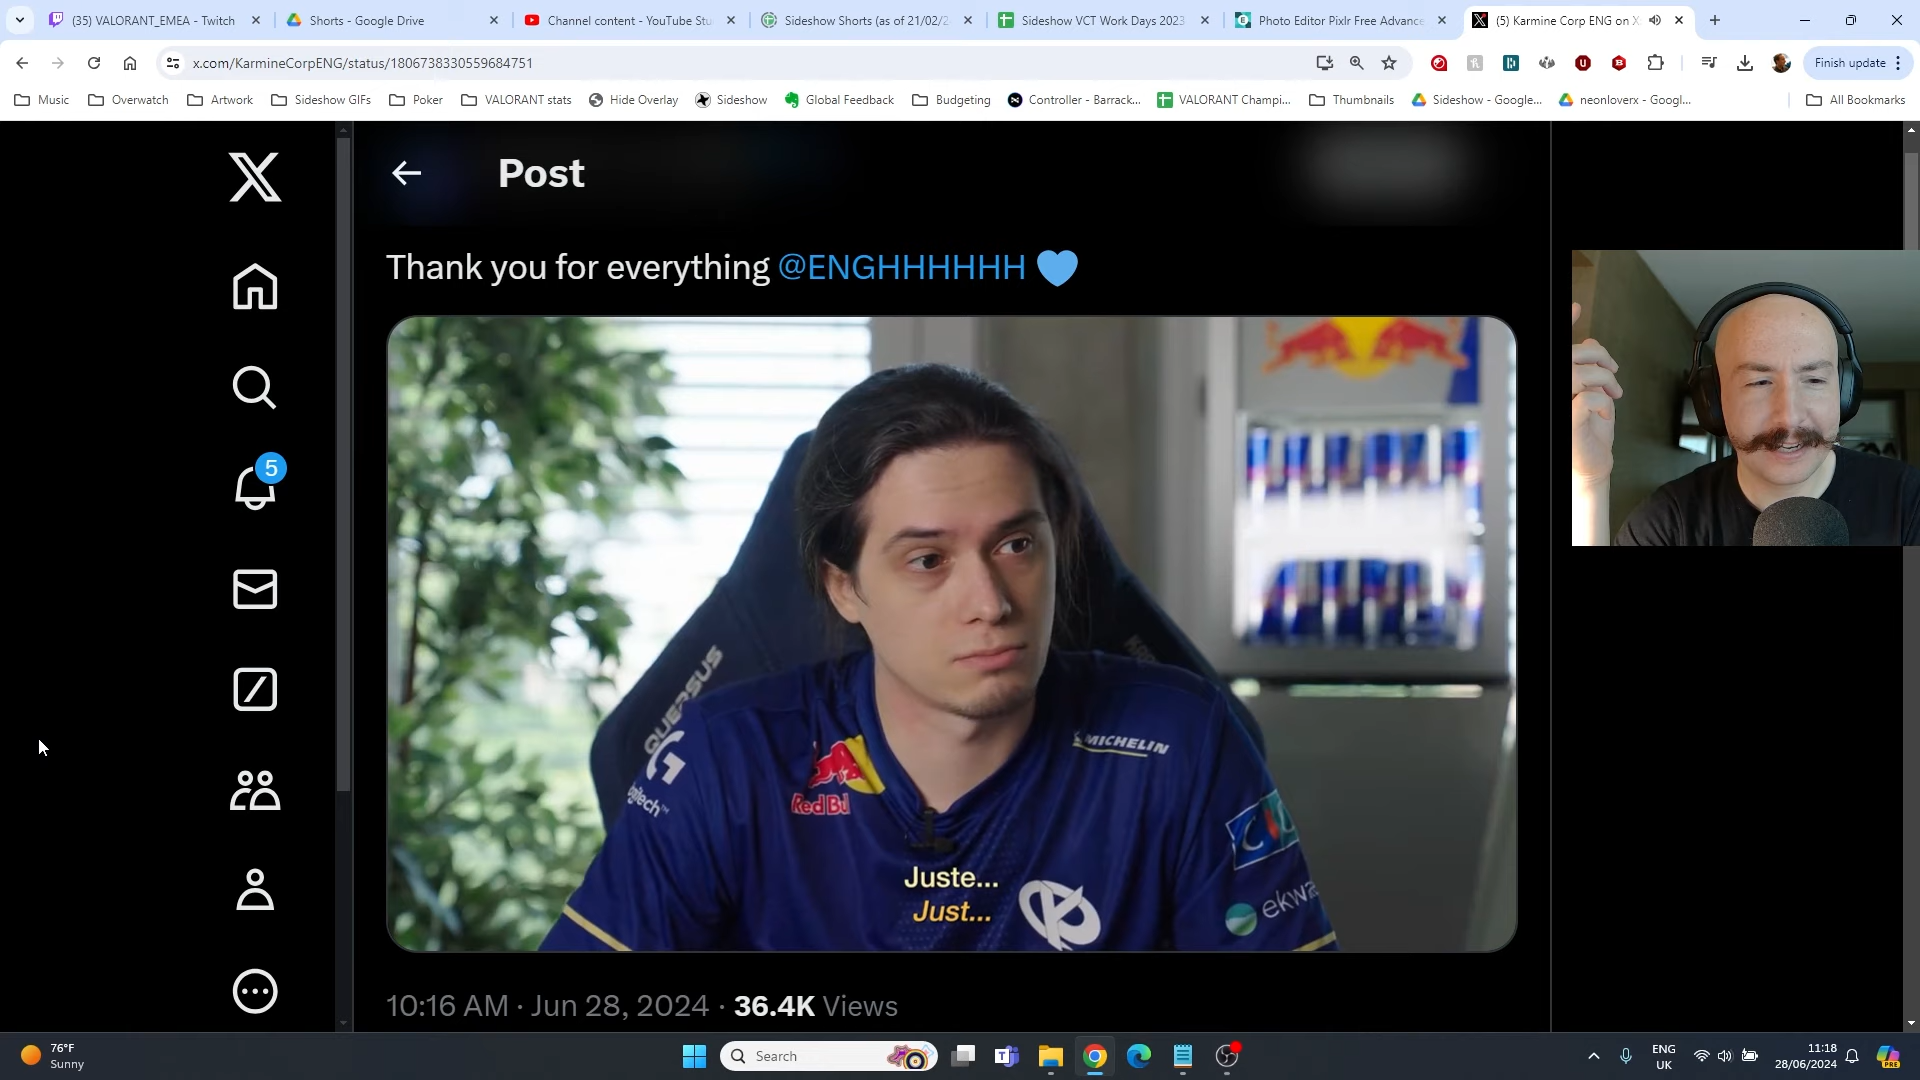 (35) VALORANT_EMEA - Twitch
Shorts - Google Drive
Channel content - YouTube Stu
Sideshow Shorts (as of 21/02/2
Sideshow VCT Work Days 2023
Photo Editor Pixlr Free Advance
(5) Karmine Corp ENG on X
x.com/KarmineCorpENG/status/1806738330559684751
Finish update
Music
Overwatch
Artwork
Sideshow GIFs
Poker
VALORANT stats
Hide Overlay
Sideshow
Global Feedback
Budgeting
Controller - Barrack...
VALORANT Champi...
Thumbnails
Sideshow - Google...
neonloverx - Googl...
All Bookmarks
Post
Thank you for everything @ENGHHHHHH
5
QUERSUS
logitech
Red Bull
MICHELIN
ekwa
Juste...
Just...
10:16 AM · Jun 28, 2024 · 36.4K Views
76°F
Sunny
Search
ENG
UK
11:18
28/06/2024
PRE